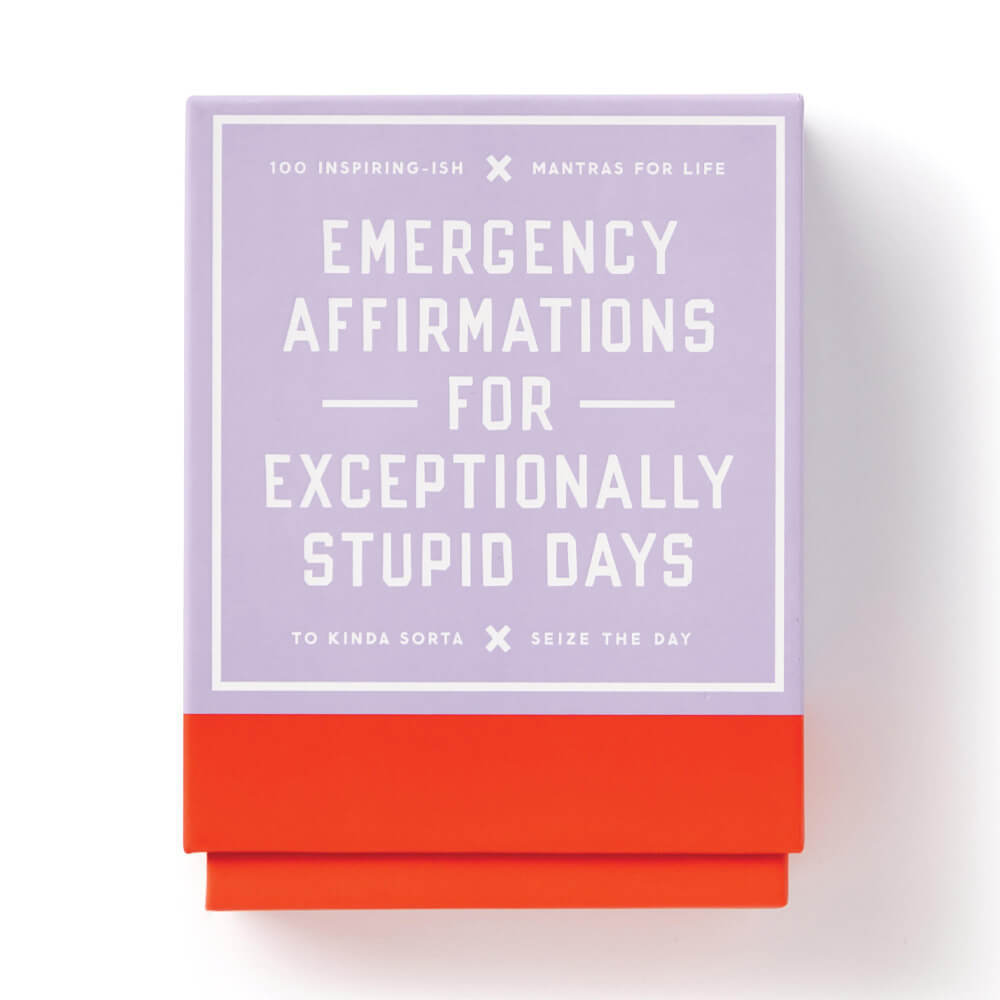 100 INSPIRING-ISH X MANTRAS FOR LIFE
EMERGENCY
AFFIRMATIONS
— FOR —
EXCEPTIONALLY
STUPID DAYS
TO KINDA SORTA X SEIZE THE DAY